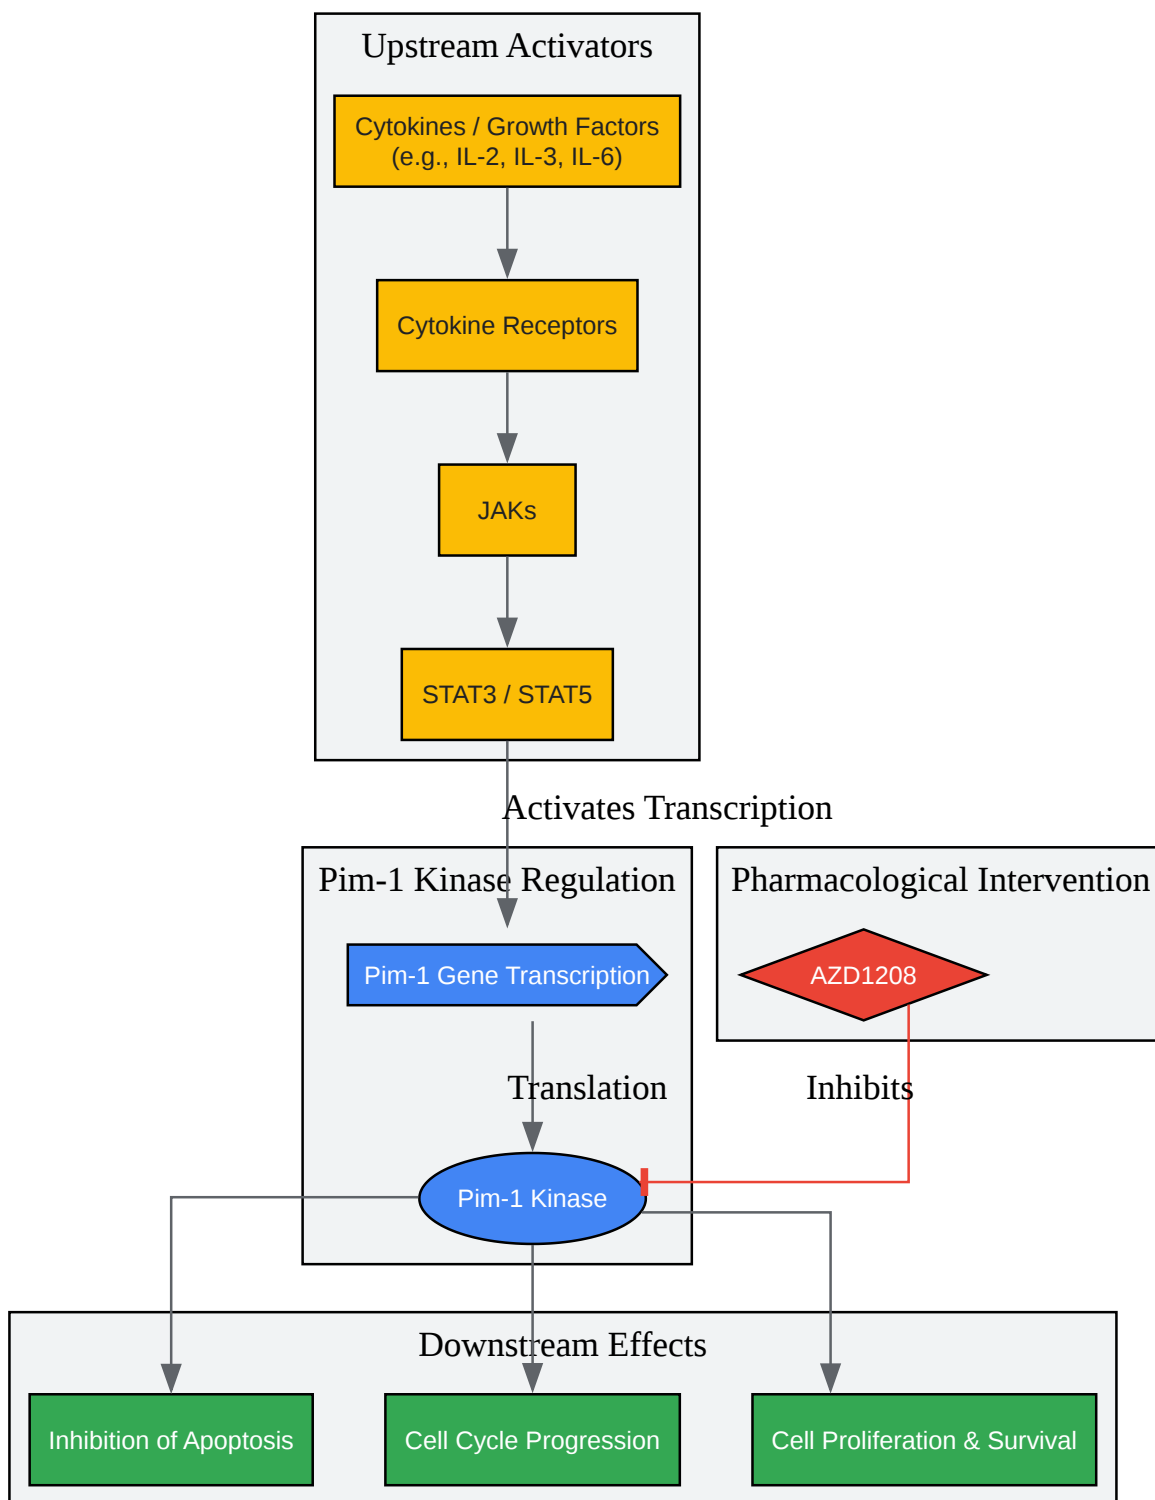 Upstream Activators
Cytokines / Growth Factors
(e.g., IL-2, IL-3, IL-6)
Cytokine Receptors
JAKs
STAT3 / STAT5
Activates Transcription
Pim-1 Kinase Regulation
Pharmacological Intervention
Pim-1 Gene Transcription
AZD1208
Translation
Inhibits
Pim-1 Kinase
Downstream Effects
Inhibition of Apoptosis
Cell Cycle Progression
Cell Proliferation & Survival